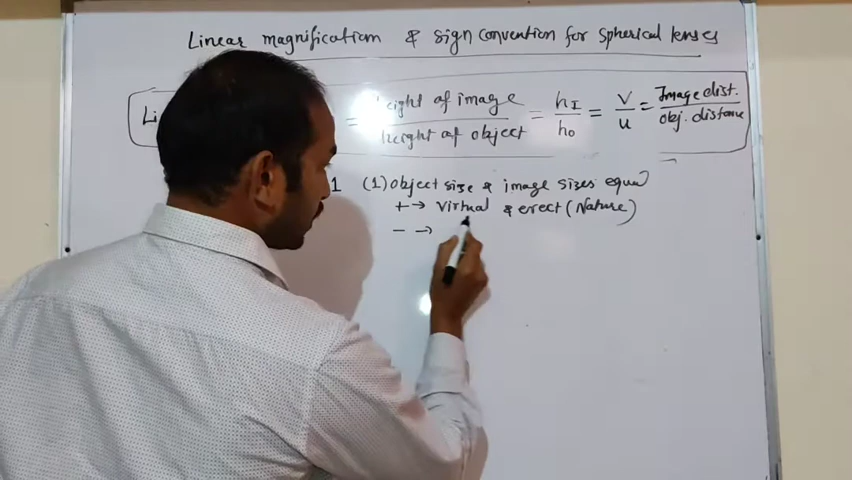 Linear magnification & sign convention for spherical lenses
Li = height of image / height of object = hI / ho = v / u = Image dist. / obj. distance
1 (1) object size & image sizes equal
+ → virtual & erect (Nature)
− →